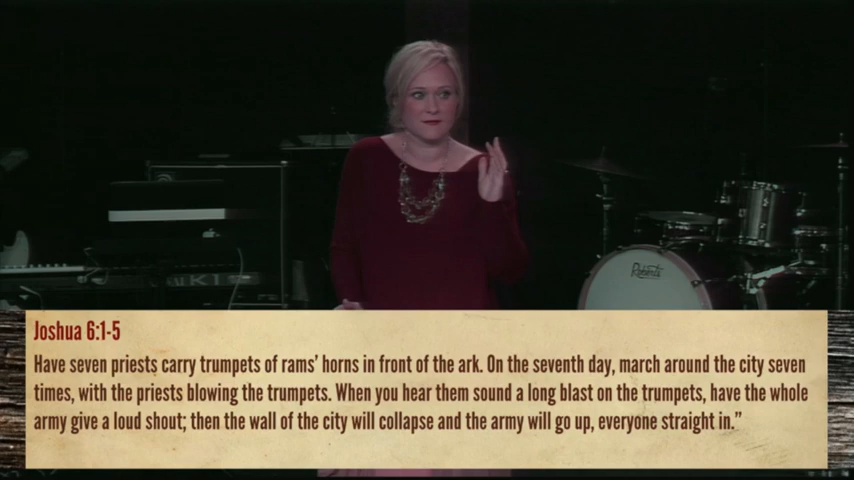 Roberts
Joshua 6:1-5
Have seven priests carry trumpets of rams' horns in front of the ark. On the seventh day, march around the city seven
times, with the priests blowing the trumpets. When you hear them sound a long blast on the trumpets, have the whole
army give a loud shout; then the wall of the city will collapse and the army will go up, everyone straight in.”